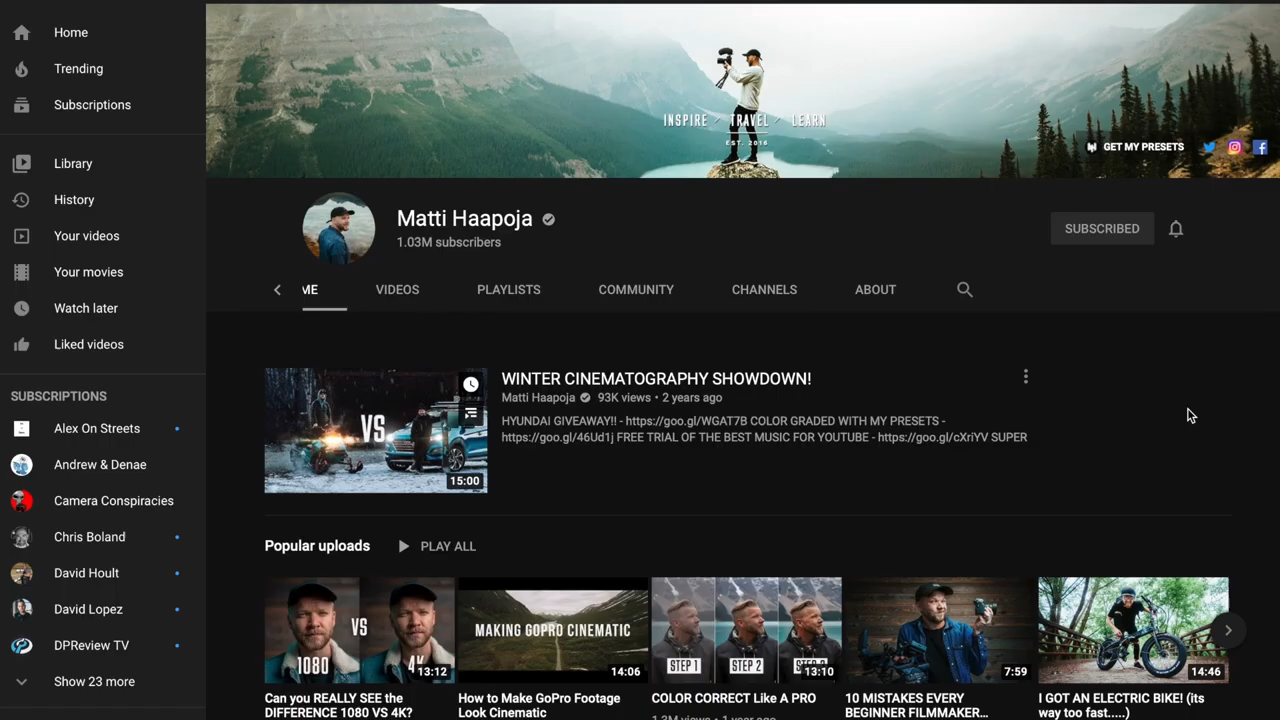 Home
Trending
Subscriptions
Library
History
Your videos
Your movies
Watch later
Liked videos
SUBSCRIPTIONS
Alex On Streets
Andrew & Denae
Camera Conspiracies
Chris Boland
David Hoult
David Lopez
DPReview TV
Show 23 more
INSPIRE / TRAVEL / LEARN
EST. 2016
GET MY PRESETS
Matti Haapoja
1.03M subscribers
SUBSCRIBED
ME VIDEOS PLAYLISTS COMMUNITY CHANNELS ABOUT
VS
15:00
WINTER CINEMATOGRAPHY SHOWDOWN!
Matti Haapoja 93K views • 2 years ago
HYUNDAI GIVEAWAY!! - https://goo.gl/WGAT7B COLOR GRADED WITH MY PRESETS -
https://goo.gl/46Ud1j FREE TRIAL OF THE BEST MUSIC FOR YOUTUBE - https://goo.gl/cXriYV SUPER
Popular uploads PLAY ALL
VS
1080 4K
13:12
Can you REALLY SEE the
DIFFERENCE 1080 VS 4K?
MAKING GOPRO CINEMATIC
14:06
How to Make GoPro Footage
Look Cinematic
STEP 1 STEP 2
13:10
COLOR CORRECT Like A PRO
1.3M views • 1 year ago
7:59
10 MISTAKES EVERY
BEGINNER FILMMAKER...
14:46
I GOT AN ELECTRIC BIKE! (its
way too fast.....)